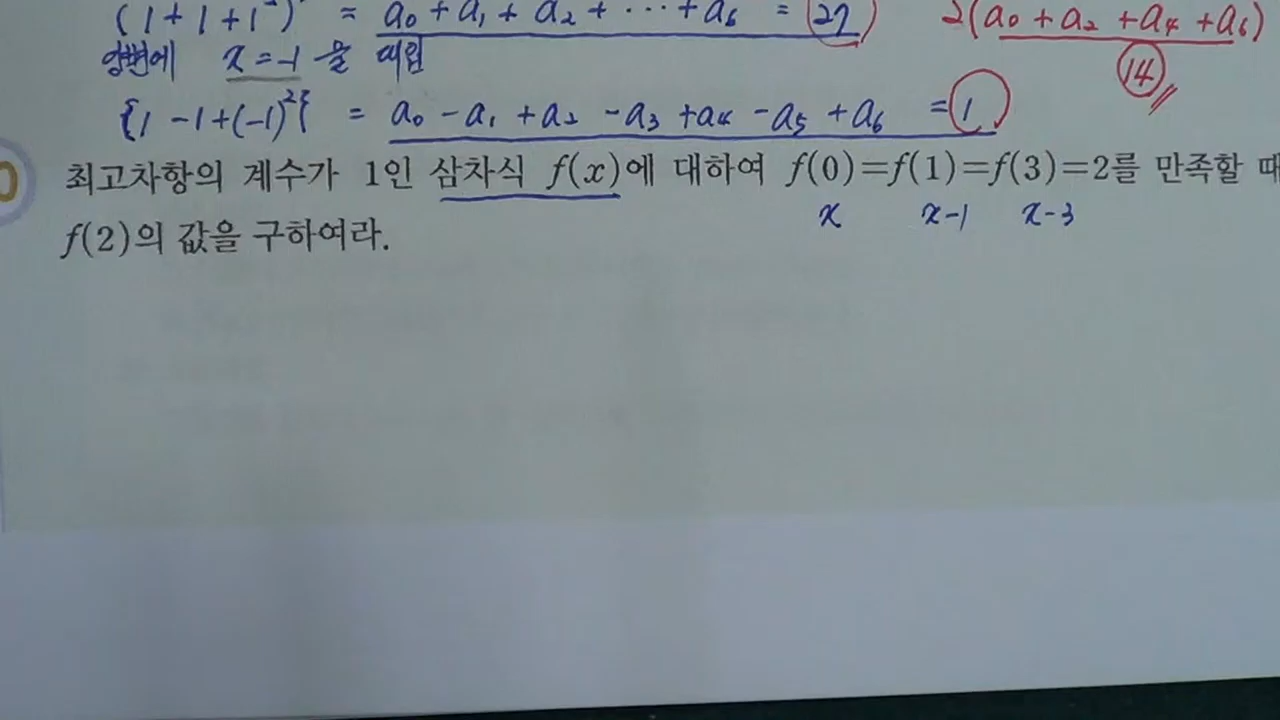 (1+1+1²) = a₀+a₁+a₂+⋯+a₆ = 27 2(a₀+a₂+a₄+a₆)
양변에 x=-1 을 대입 14
{1-1+(-1)²} = a₀-a₁+a₂-a₃+a₄-a₅+a₆ = 1
최고차항의 계수가 1인 삼차식 f(x)에 대하여 f(0)=f(1)=f(3)=2를 만족할 때
x x-1 x-3
f(2)의 값을 구하여라.